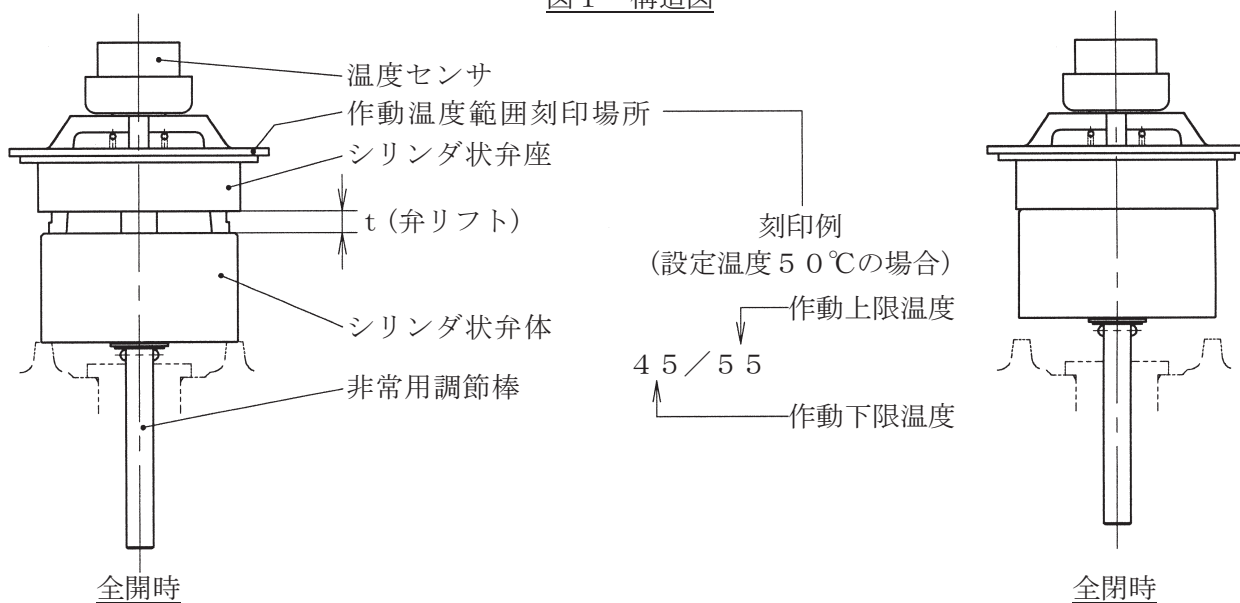 図１　構造図
温度センサ
作動温度範囲刻印場所
シリンダ状弁座
t (弁リフト)
刻印例
(設定温度５０℃の場合)
作動上限温度
シリンダ状弁体
４５／５５
非常用調節棒
作動下限温度
全開時
全閉時